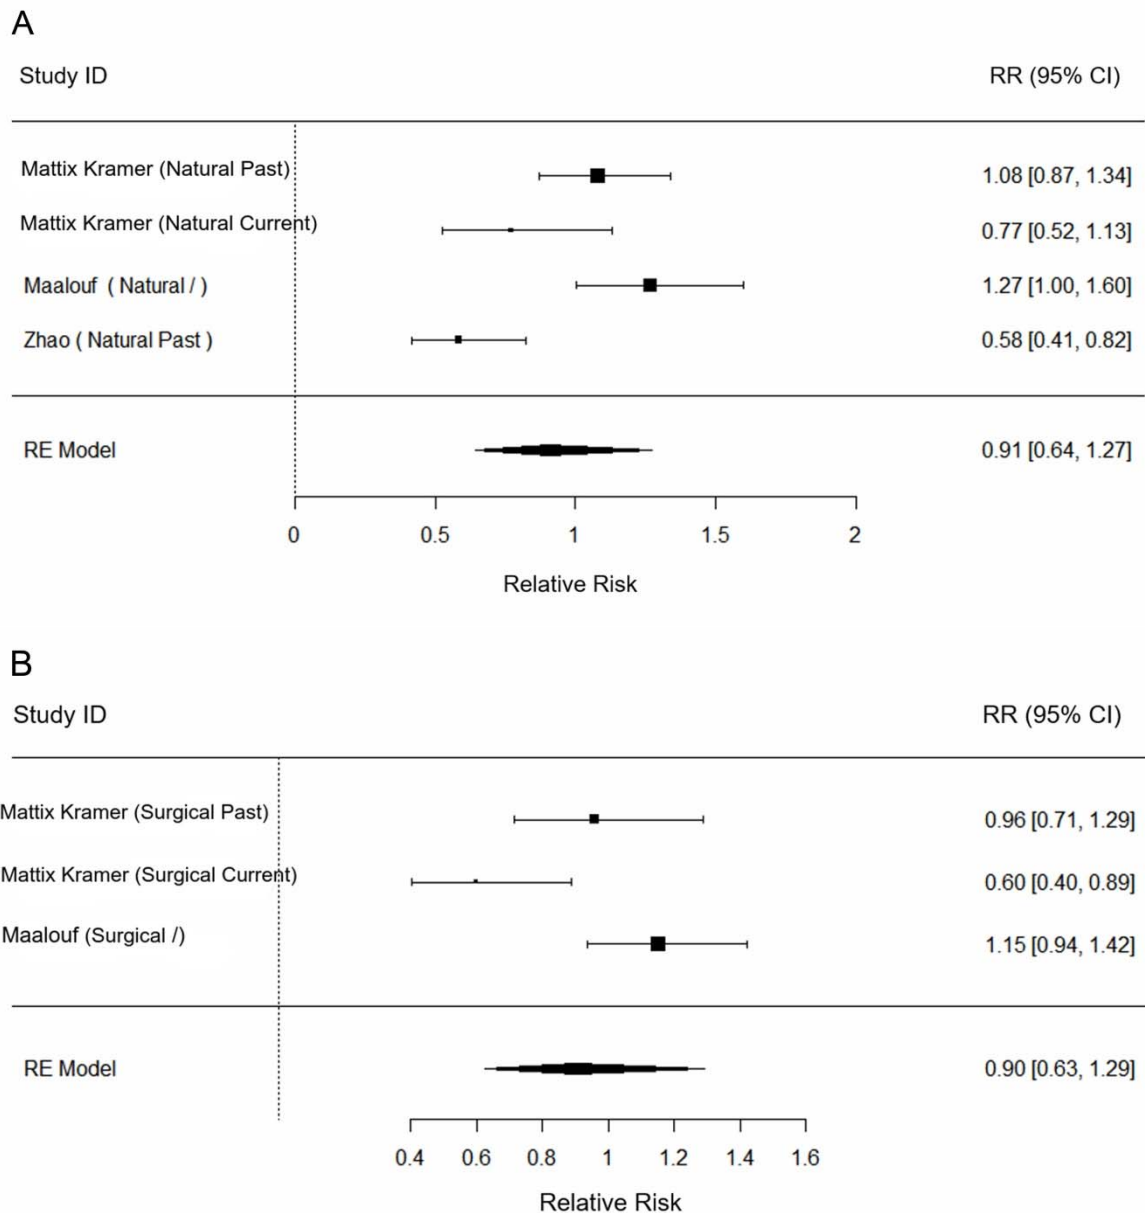 A
Study ID RR (95% CI)
Mattix Kramer (Natural Past) 1.08 [0.87, 1.34]
Mattix Kramer (Natural Current) 0.77 [0.52, 1.13]
Maalouf ( Natural / ) 1.27 [1.00, 1.60]
Zhao ( Natural Past ) 0.58 [0.41, 0.82]
RE Model 0.91 [0.64, 1.27]
0 0.5 1 1.5 2
Relative Risk
B
Study ID RR (95% CI)
Mattix Kramer (Surgical Past) 0.96 [0.71, 1.29]
Mattix Kramer (Surgical Current) 0.60 [0.40, 0.89]
Maalouf (Surgical /) 1.15 [0.94, 1.42]
RE Model 0.90 [0.63, 1.29]
0.4 0.6 0.8 1 1.2 1.4 1.6
Relative Risk